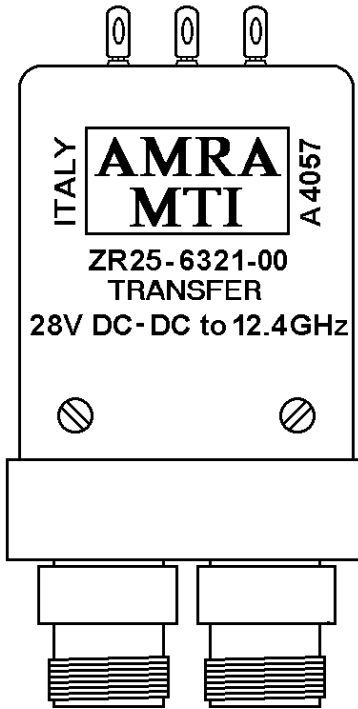 ITALY
AMRA
MTI
A4057
ZR25-6321-00
TRANSFER
28V DC-DC to 12.4GHz